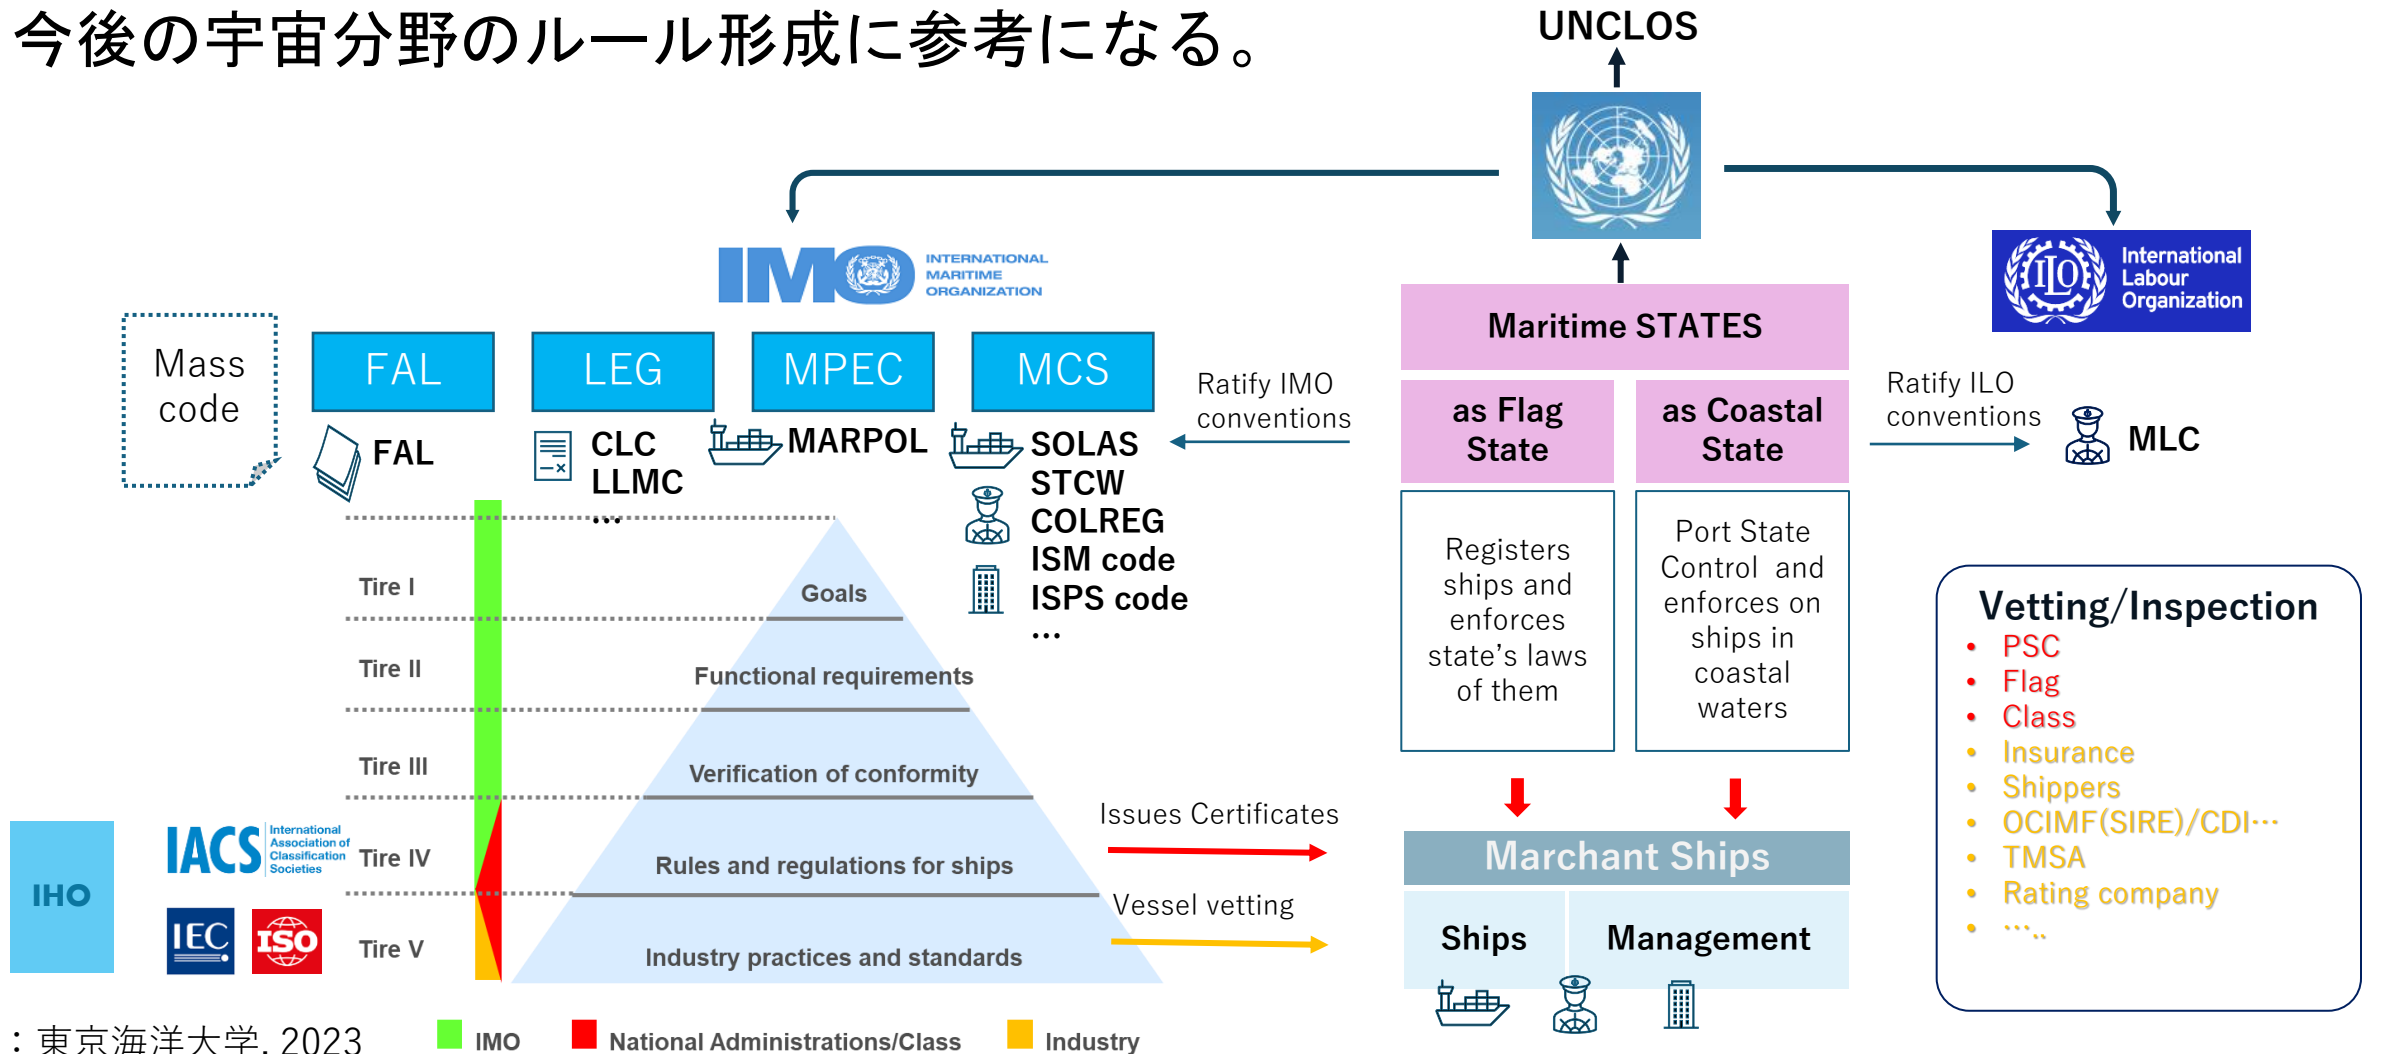 今後の宇宙分野のルール形成に参考になる。
UNCLOS
IMO
INTERNATIONAL
MARITIME
ORGANIZATION
ILO
International
Labour
Organization
Mass
code
FAL
LEG
MPEC
MCS
FAL
CLC
LLMC
...
MARPOL
SOLAS
STCW
COLREG
ISM code
ISPS code
...
Ratify IMO
conventions
Maritime STATES
as Flag
State
as Coastal
State
Ratify ILO
conventions
MLC
Registers
ships and
enforces
state's laws
of them
Port State
Control and
enforces on
ships in
coastal
waters
Vetting/Inspection
• PSC
• Flag
• Class
• Insurance
• Shippers
• OCIMF(SIRE)/CDI…
• TMSA
• Rating company
• …..
Tire I
Goals
Tire II
Functional requirements
Tire III
Verification of conformity
Tire IV
Rules and regulations for ships
Tire V
Industry practices and standards
IHO
IACS
International
Association of
Classification
Societies
IEC
ISO
Issues Certificates
Vessel vetting
Marchant Ships
Ships
Management
：東京海洋大学, 2023
IMO
National Administrations/Class
Industry